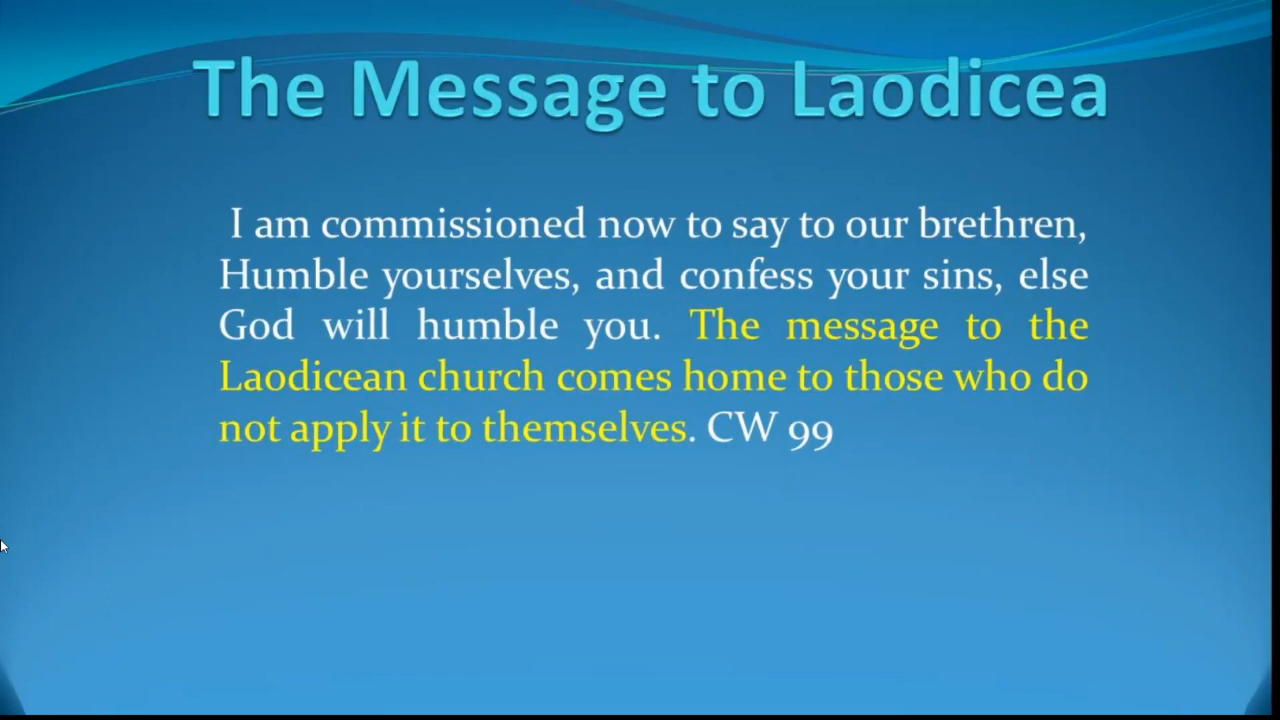 The Message to Laodicea
I am commissioned now to say to our brethren,
Humble yourselves, and confess your sins, else
God will humble you. The message to the
Laodicean church comes home to those who do
not apply it to themselves. CW 99